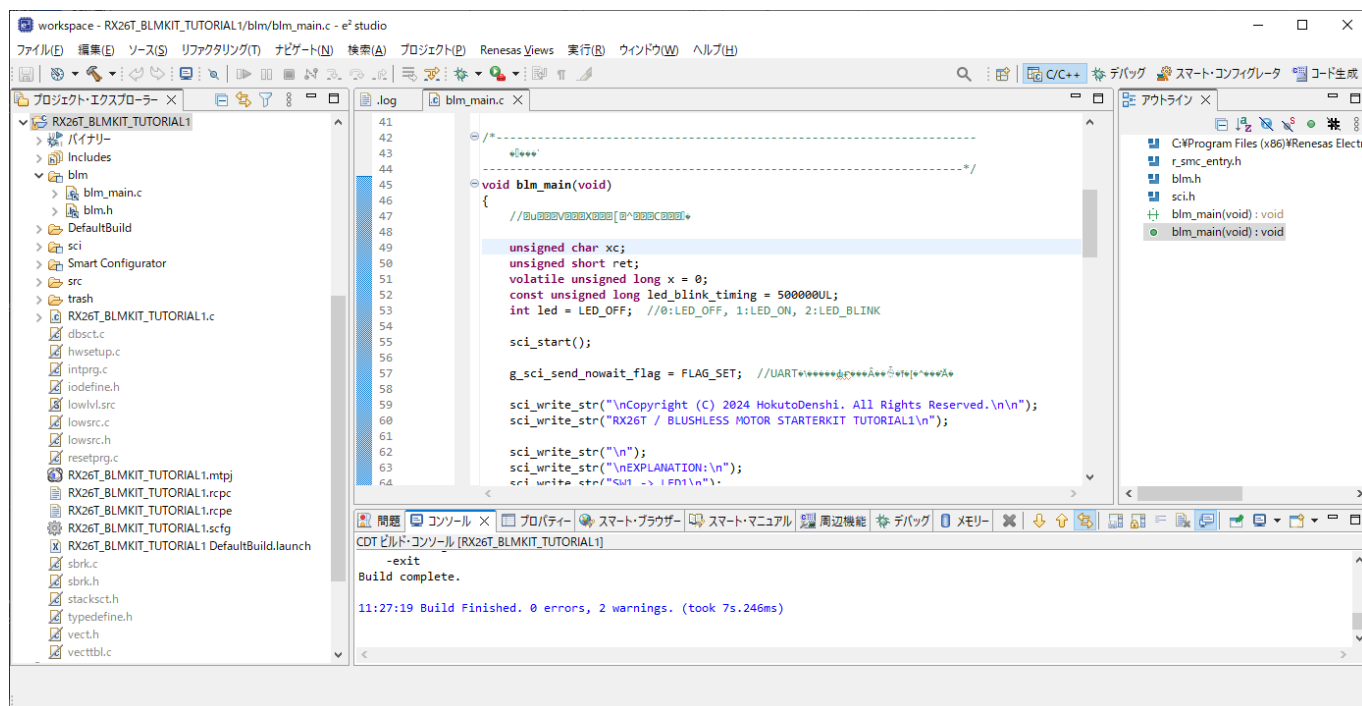 workspace - RX26T_BLMKIT_TUTORIAL1/blm/blm_main.c - e² studio
ファイル(F) 編集(E) ソース(S) リファクタリング(T) ナビゲート(N) 検索(A) プロジェクト(P) Renesas Views 実行(R) ウィンドウ(W) ヘルプ(H)
C/C++ デバッグ スマート・コンフィグレータ コード生成
プロジェクト・エクスプローラー
RX26T_BLMKIT_TUTORIAL1
バイナリー
Includes
blm
blm_main.c
blm.h
DefaultBuild
sci
Smart Configurator
src
trash
RX26T_BLMKIT_TUTORIAL1.c
dbsct.c
hwsetup.c
intprg.c
iodefine.h
lowlvl.src
lowsrc.c
lowsrc.h
resetprg.c
RX26T_BLMKIT_TUTORIAL1.mtpj
RX26T_BLMKIT_TUTORIAL1.rcpc
RX26T_BLMKIT_TUTORIAL1.rcpe
RX26T_BLMKIT_TUTORIAL1.scfg
RX26T_BLMKIT_TUTORIAL1 DefaultBuild.launch
sbrk.c
sbrk.h
stacksct.h
typedefine.h
vect.h
vecttbl.c
.log blm_main.c
41
42 /*------------------------------------------------------------------------
43
44 ------------------------------------------------------------------------*/
45 void blm_main(void)
46 {
47 //
48
49 unsigned char xc;
50 unsigned short ret;
51 volatile unsigned long x = 0;
52 const unsigned long led_blink_timing = 500000UL;
53 int led = LED_OFF; //0:LED_OFF, 1:LED_ON, 2:LED_BLINK
54
55 sci_start();
56
57 g_sci_send_nowait_flag = FLAG_SET; //UART
58
59 sci_write_str("\nCopyright (C) 2024 HokutoDenshi. All Rights Reserved.\n\n");
60 sci_write_str("RX26T / BLUSHLESS MOTOR STARTERKIT TUTORIAL1\n");
61
62 sci_write_str("\n");
63 sci_write_str("\nEXPLANATION:\n");
64 sci_write_str("SW1 -> LED1\n");
アウトライン
C:¥Program Files (x86)¥Renesas Electr
r_smc_entry.h
blm.h
sci.h
blm_main(void) : void
blm_main(void) : void
問題 コンソール プロパティー スマート・ブラウザー スマート・マニュアル 周辺機能 デバッグ メモリー
CDT ビルド・コンソール [RX26T_BLMKIT_TUTORIAL1]
-exit
Build complete.
11:27:19 Build Finished. 0 errors, 2 warnings. (took 7s.246ms)